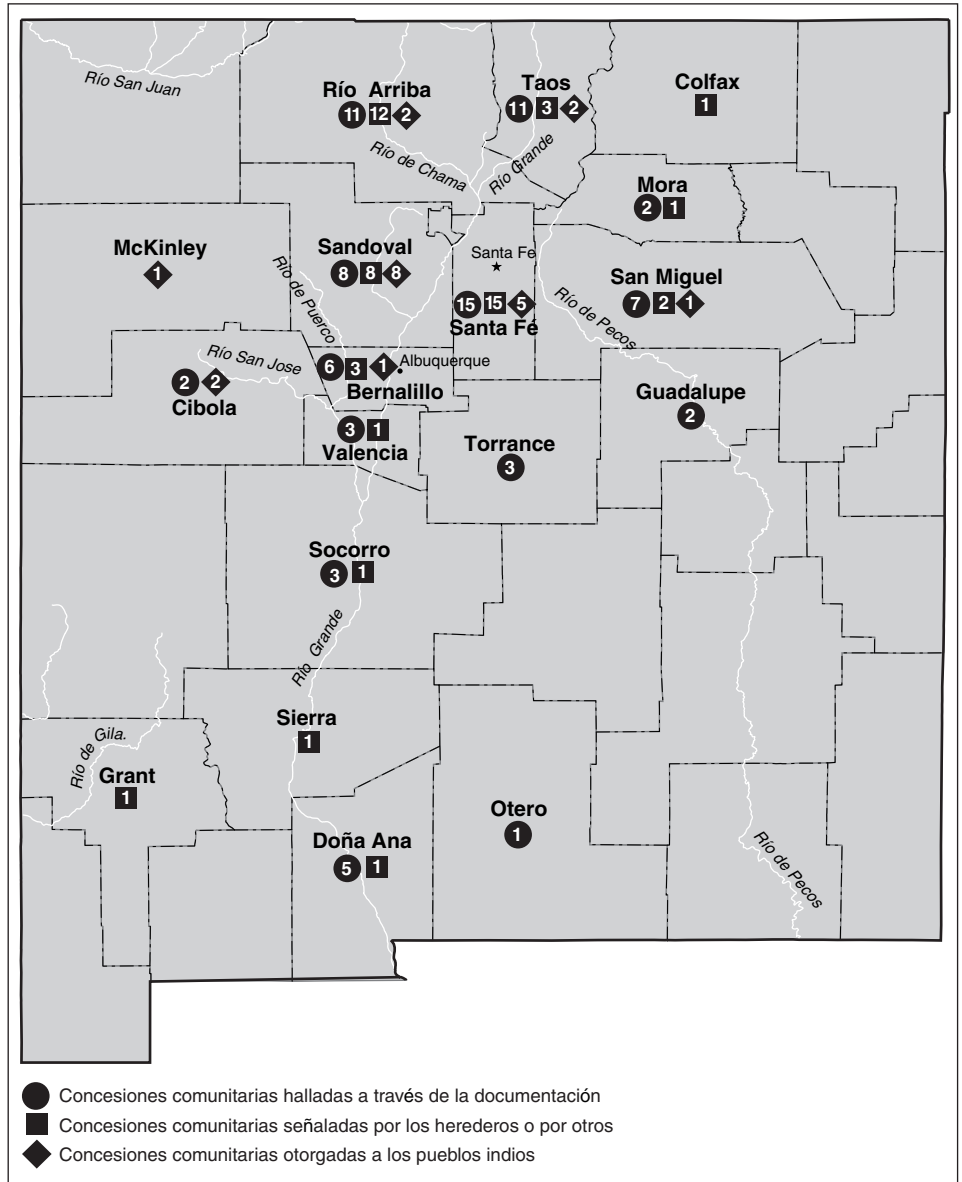 Río San Juan
Río Arriba
11 12 2
Taos
11 3 2
Colfax
1
Río de Chama
Río Grande
Mora
2 1
McKinley
1
Sandoval
8 8 8
Santa Fe
15 15 5
Santa Fé
San Miguel
7 2 1
Río de Puerco
Río de Pecos
Río San Jose
2 2
Cibola
6 3 1
Albuquerque
Bernalillo
3 1
Valencia
Torrance
3
Guadalupe
2
Socorro
3 1
Río Grande
Sierra
1
Río de Gila.
Grant
1
Doña Ana
5 1
Otero
1
Río de Pecos
Concesiones comunitarias halladas a través de la documentación
Concesiones comunitarias señaladas por los herederos o por otros
Concesiones comunitarias otorgadas a los pueblos indios